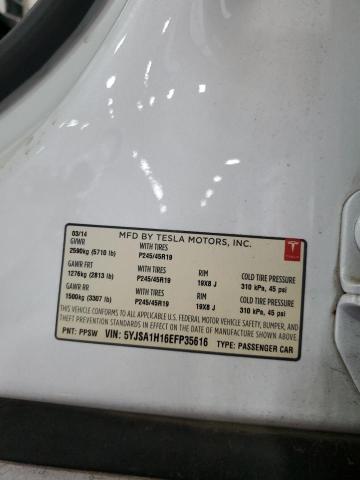 03/14 MFD BY TESLA MOTORS, INC. TESLA
GVWR WITH TIRES
2590kg (5710 lb) P245/45R19
GAWR FRT WITH TIRES RIM COLD TIRE PRESSURE
1276kg (2813 lb) P245/45R19 19X8 J 310 kPa, 45 psi
GAWR RR WITH TIRES RIM COLD TIRE PRESSURE
1500kg (3307 lb) P245/45R19 19X8 J 310 kPa, 45 psi
THIS VEHICLE CONFORMS TO ALL APPLICABLE U.S. FEDERAL MOTOR VEHICLE SAFETY, BUMPER, AND
THEFT PREVENTION STANDARDS IN EFFECT ON THE DATE OF MANUFACTURE SHOWN ABOVE.
PNT: PPSW VIN: 5YJSA1H16EFP35616 TYPE: PASSENGER CAR